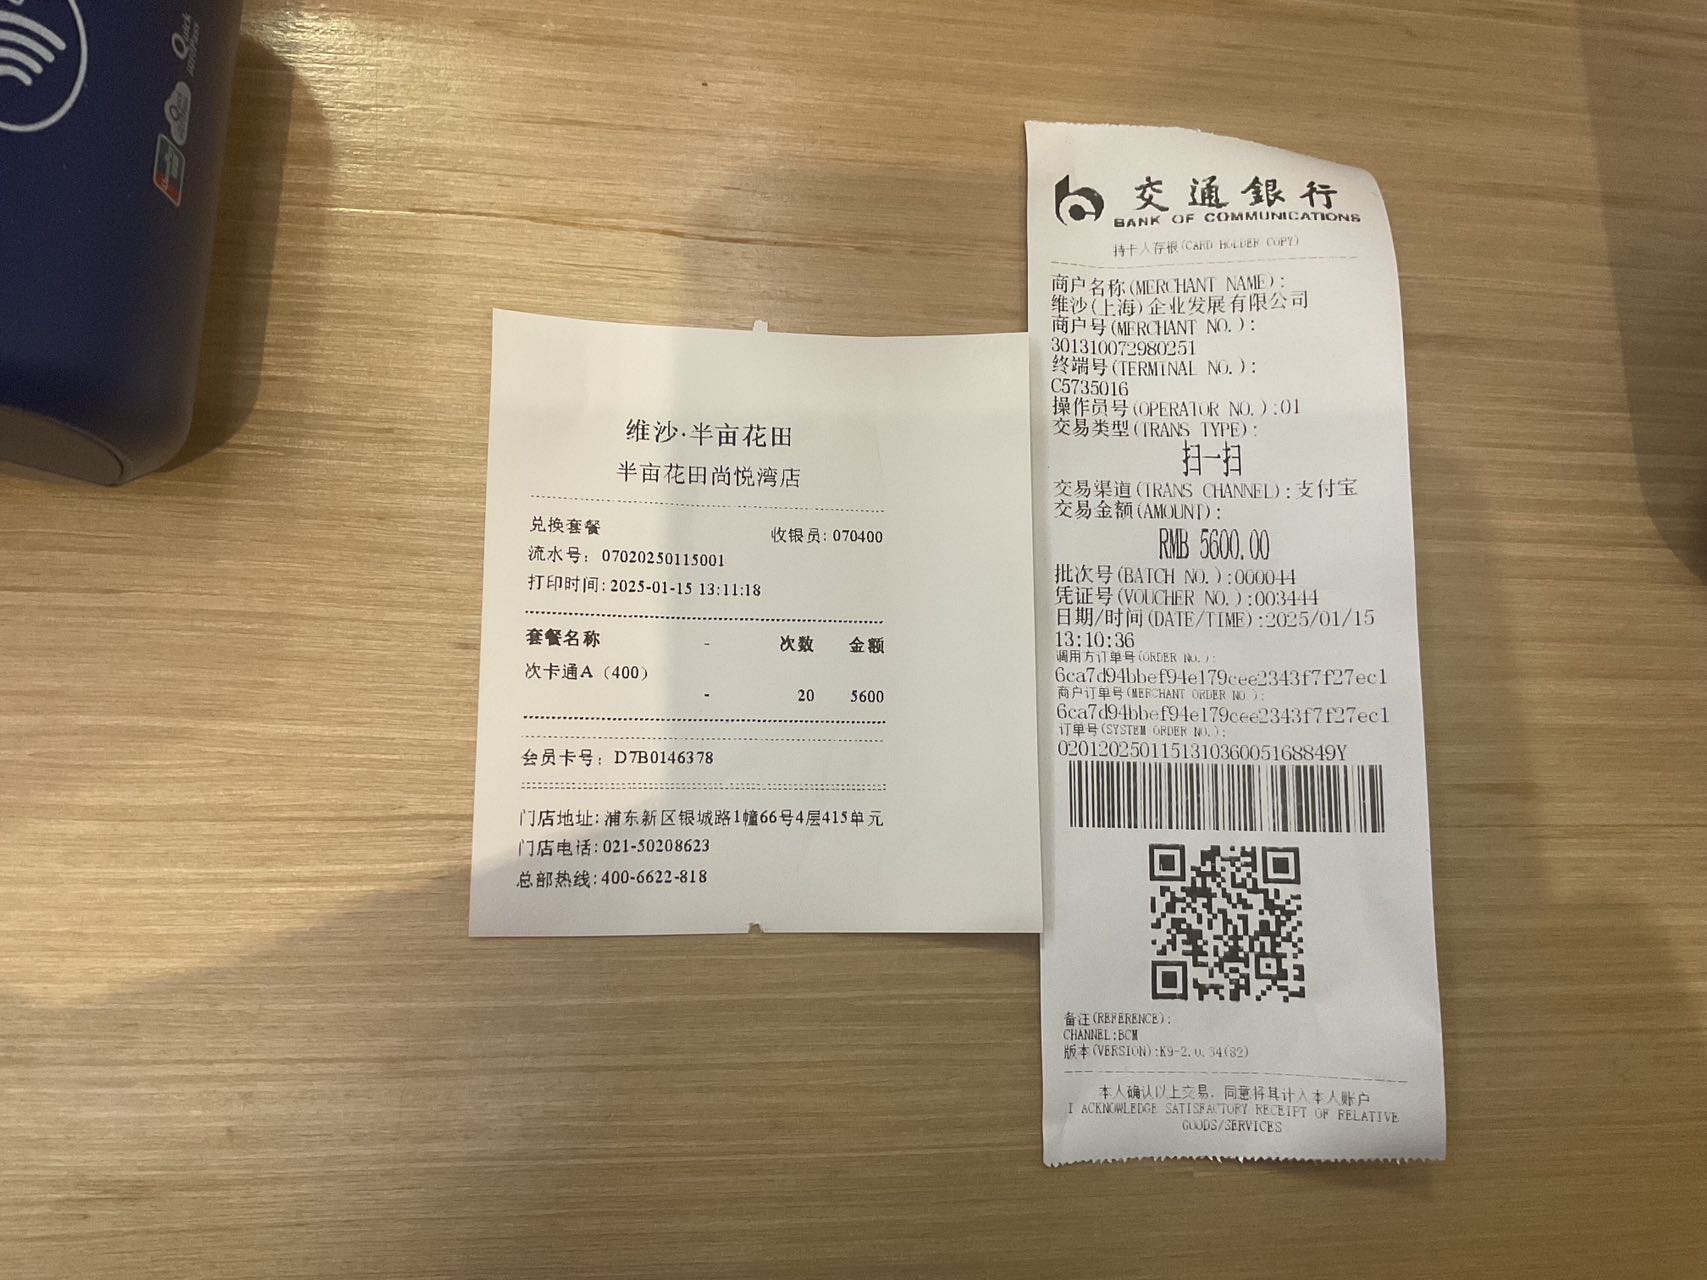 Quick
维沙·半亩花田
半亩花田尚悦湾店
兑换套餐 收银员: 070400
流水号: 07020250115001
打印时间: 2025-01-15 13:11:18
套餐名称 - 次数 金额
次卡通A (400)
- 20 5600
会员卡号: D7B0146378
门店地址: 浦东新区银城路1幢66号4层415单元
门店电话: 021-50208623
总部热线: 400-6622-818
交通銀行
BANK OF COMMUNICATIONS
持卡人存根(CARD HOLDER COPY)
商户名称(MERCHANT NAME):
维沙(上海)企业发展有限公司
商户号(MERCHANT NO.):
301310072980251
终端号(TERMINAL NO.):
C5735016
操作员号(OPERATOR NO.):01
交易类型(TRANS TYPE):
扫一扫
交易渠道(TRANS CHANNEL):支付宝
交易金额(AMOUNT):
RMB 5600.00
批次号(BATCH NO.):000044
凭证号(VOUCHER NO.):003444
日期/时间(DATE/TIME):2025/01/15
13:10:36
调用方订单号(ORDER NO.):
6ca7d94bbef94e179cee2343f7f27ec1
商户订单号(MERCHANT ORDER NO.):
6ca7d94bbef94e179cee2343f7f27ec1
订单号(SYSTEM ORDER NO.):
02012025011513103600516 8849Y
备注(REFERENCE):
CHANNEL:BCM
版本(VERSION):K9-2.0.34(82)
本人确认以上交易，同意将其计入本人账户
I ACKNOWLEDGE SATISFACTORY RECEIPT OF RELATIVE
GOODS/SERVICES